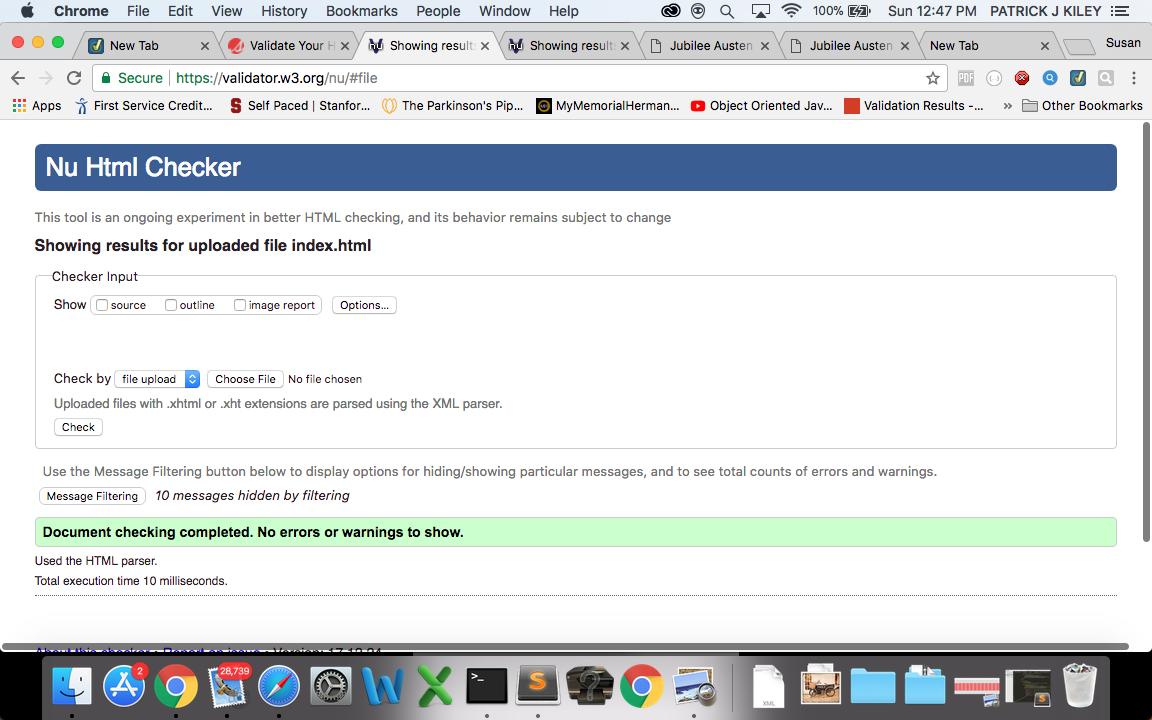 Chrome File Edit View History Bookmarks People Window Help 100% Sun 12:47 PM PATRICK J KILEY
New Tab Validate Your H Showing result Showing result Jubilee Austen Jubilee Austen New Tab Susan
Secure https://validator.w3.org/nu/#file PDF
Apps First Service Credit... Self Paced | Stanfor... The Parkinson's Pip... MyMemorialHerman... Object Oriented Jav... Validation Results -... » Other Bookmarks
Nu Html Checker
This tool is an ongoing experiment in better HTML checking, and its behavior remains subject to change
Showing results for uploaded file index.html
Checker Input
Show source outline image report Options...
Check by file upload Choose File No file chosen
Uploaded files with .xhtml or .xht extensions are parsed using the XML parser.
Check
Use the Message Filtering button below to display options for hiding/showing particular messages, and to see total counts of errors and warnings.
Message Filtering 10 messages hidden by filtering
Document checking completed. No errors or warnings to show.
Used the HTML parser.
Total execution time 10 milliseconds.
About this checker • Report an issue • Version: 17.12.24
2 28,739
XML